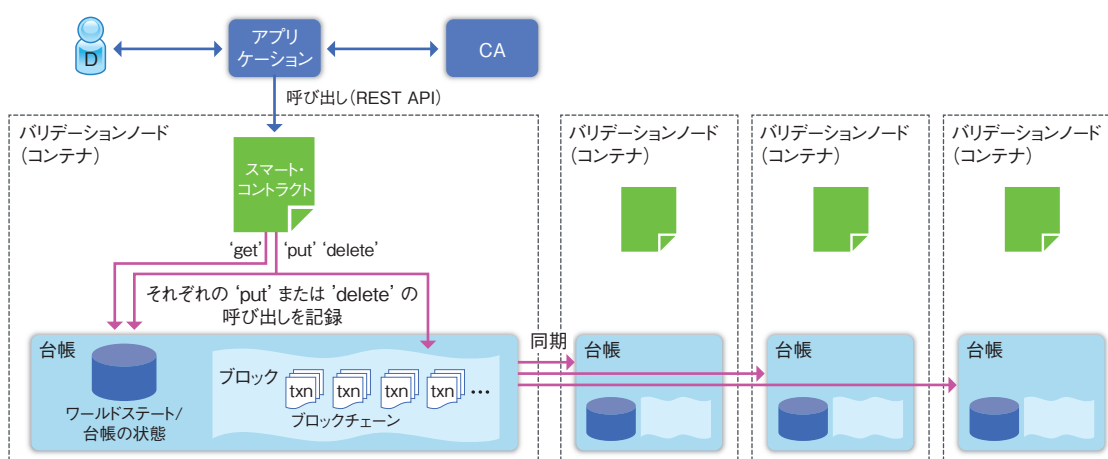 D
アプリ
ケーション
CA
呼び出し(REST API)
バリデーションノード
(コンテナ)
スマート・
コントラクト
‘get’
‘put’ ‘delete’
それぞれの ‘put’ または ’delete’ の
呼び出しを記録
台帳
ワールドステート/
台帳の状態
ブロック
txn
txn
txn
txn
…
ブロックチェーン
同期
バリデーションノード
(コンテナ)
台帳
バリデーションノード
(コンテナ)
台帳
バリデーションノード
(コンテナ)
台帳